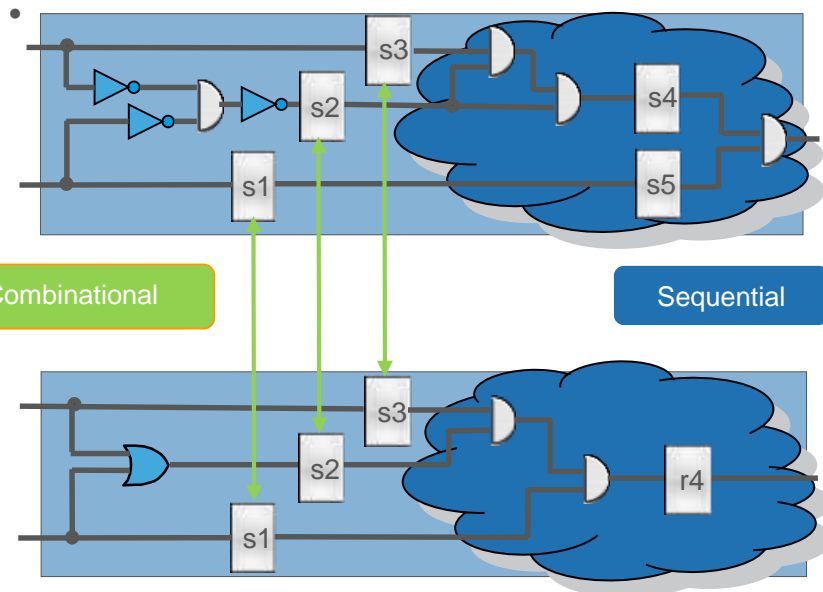 s3
s2
s4
s1
s5
Combinational
Sequential
s3
s2
r4
s1